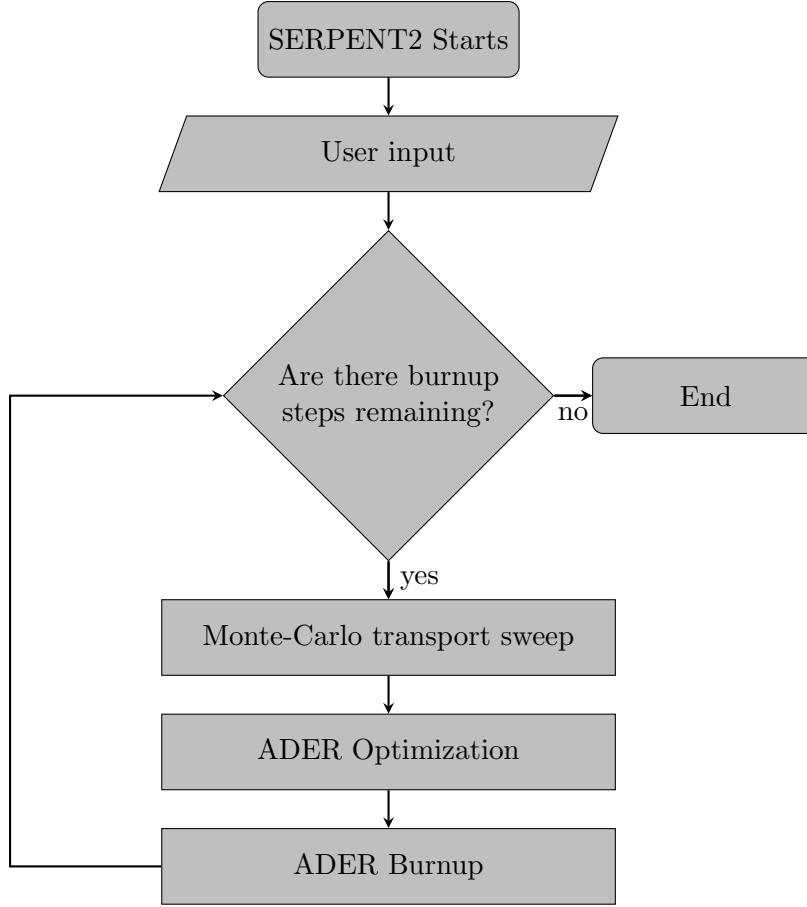 SERPENT2 Starts
User input
Are there burnup
steps remaining?
no
End
yes
Monte-Carlo transport sweep
ADER Optimization
ADER Burnup